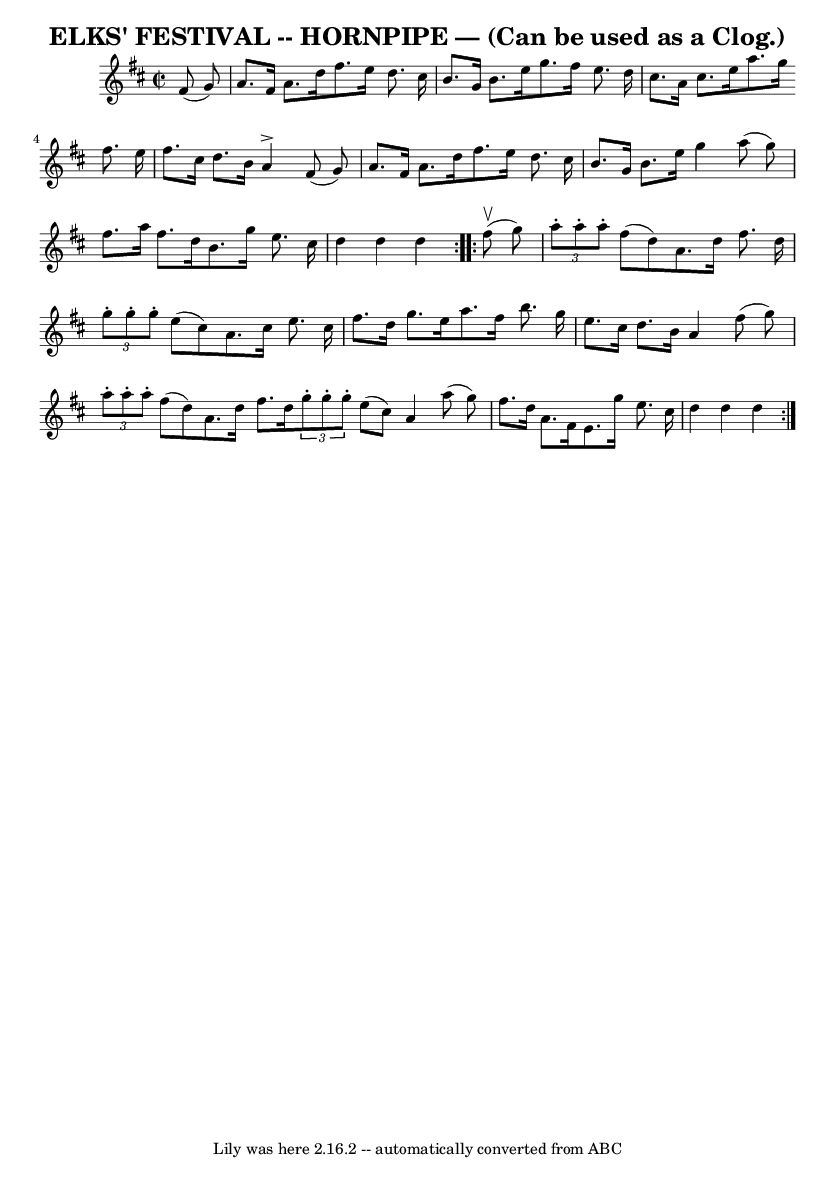 ELKS' FESTIVAL -- HORNPIPE — (Can be used as a Clog.)
4
3
3
3
3
Lily was here 2.16.2 -- automatically converted from ABC